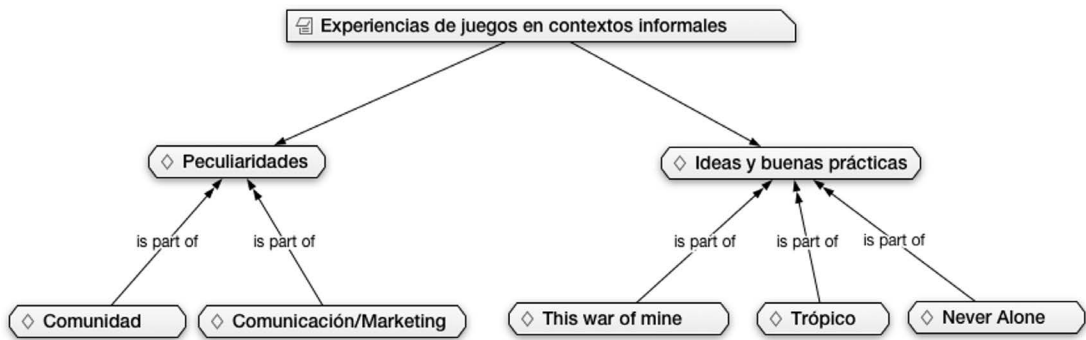 Experiencias de juegos en contextos informales
Peculiaridades
Ideas y buenas prácticas
is part of
is part of
is part of
is part of
is part of
Comunidad
Comunicación/Marketing
This war of mine
Trópico
Never Alone